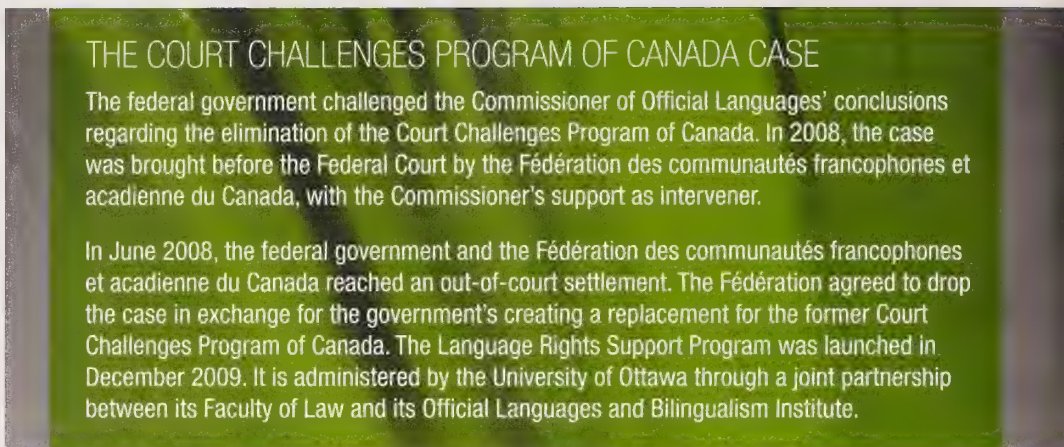 THE COURT CHALLENGES PROGRAM OF CANADA CASE
The federal government challenged the Commissioner of Official Languages' conclusions
regarding the elimination of the Court Challenges Program of Canada. In 2008, the case
was brought before the Federal Court by the Fédération des communautés francophones et
acadienne du Canada, with the Commissioner's support as intervener.
In June 2008, the federal government and the Fédération des communautés francophones
et acadienne du Canada reached an out-of-court settlement. The Fédération agreed to drop
the case in exchange for the government's creating a replacement for the former Court
Challenges Program of Canada. The Language Rights Support Program was launched in
December 2009. It is administered by the University of Ottawa through a joint partnership
between its Faculty of Law and its Official Languages and Bilingualism Institute.